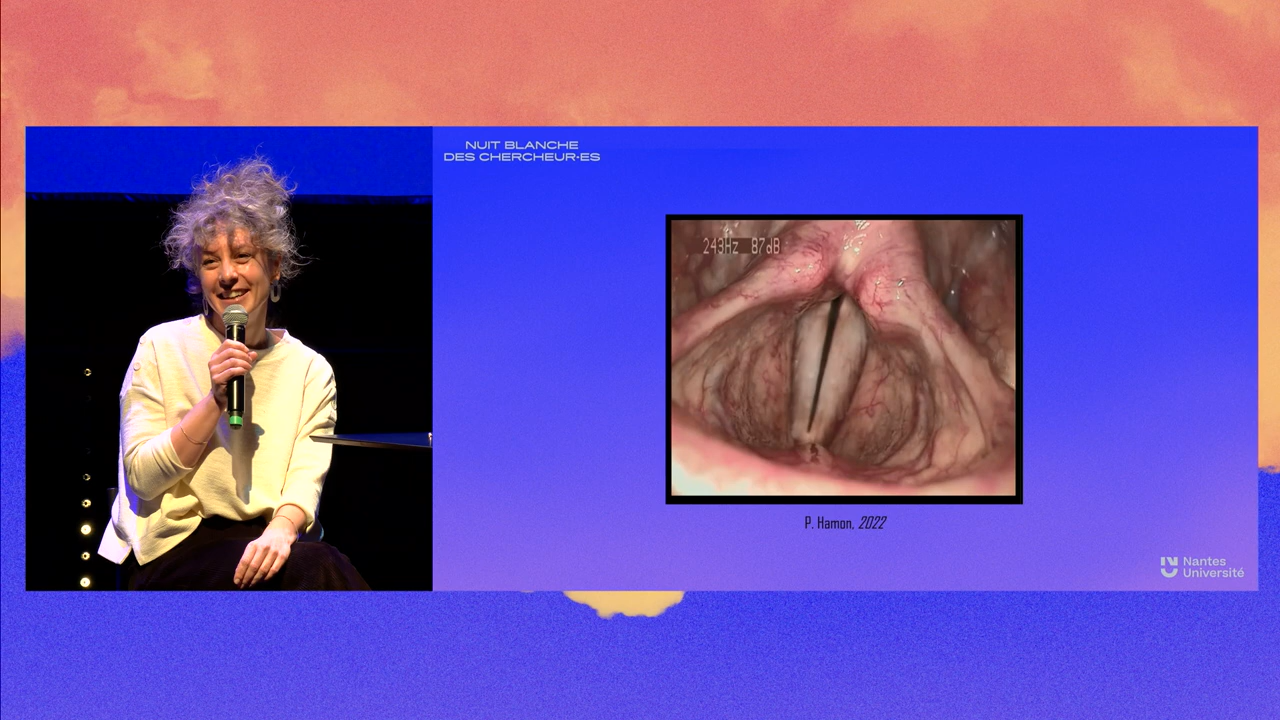 NUIT BLANCHE
DES CHERCHEUR·ES
243Hz 87dB
P. Hamon, 2022
Nantes
Université